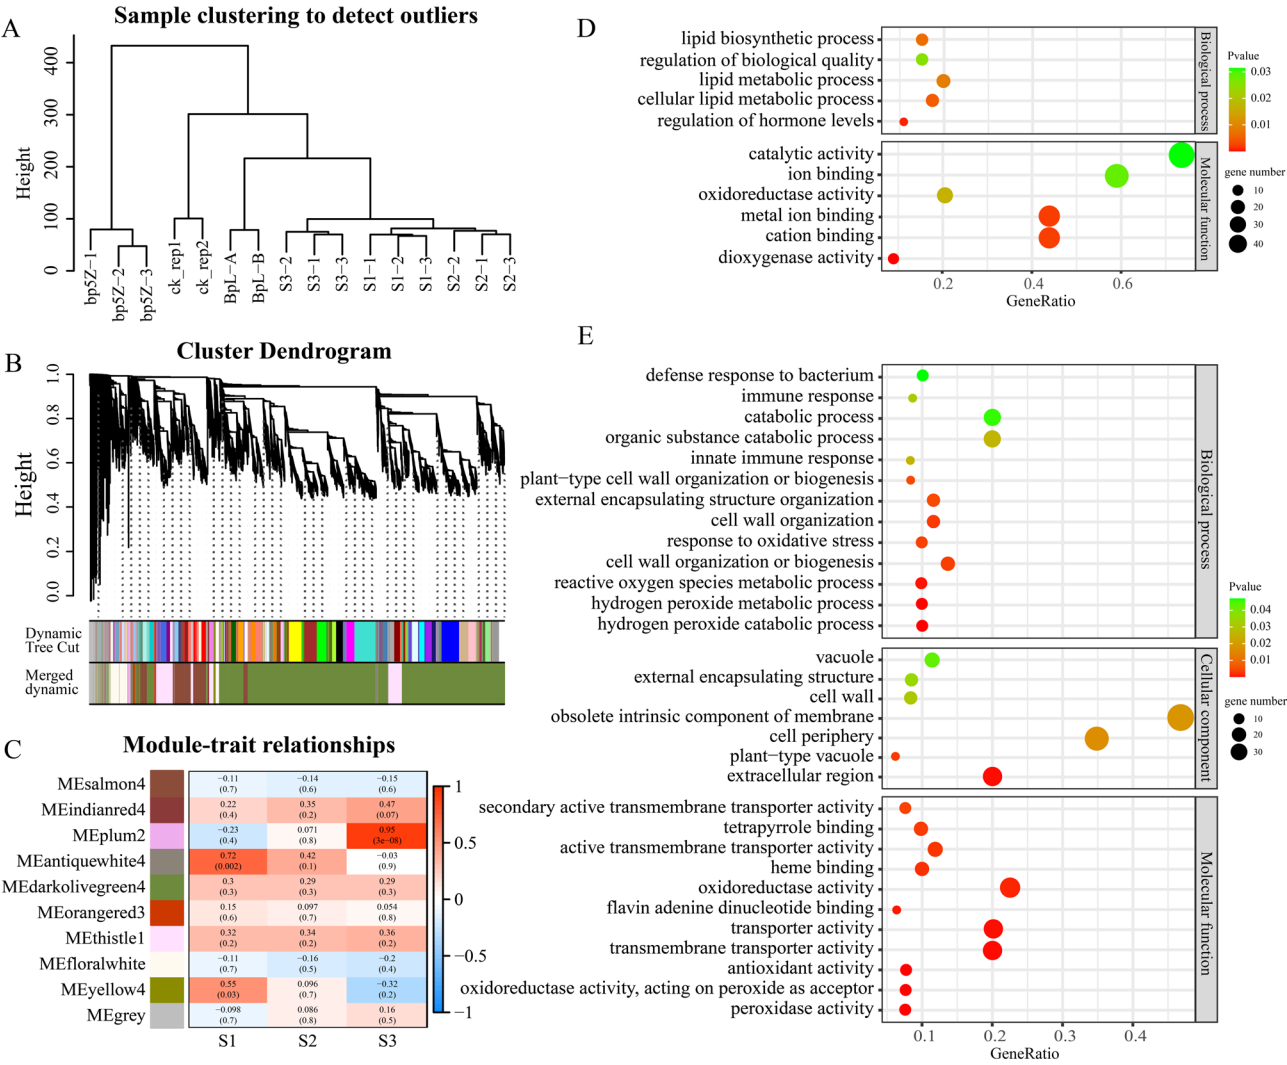 A
Sample clustering to detect outliers
Height
400
300
200
100
0
bp5Z−1
bp5Z−2
bp5Z−3
ck_rep1
ck_rep2
BpL−A
BpL−B
S3−2
S3−1
S3−3
S1−1
S1−2
S1−3
S2−2
S2−1
S2−3
B
Cluster Dendrogram
Height
1.0
0.8
0.6
0.4
0.2
0.0
Dynamic
Tree Cut
Merged
dynamic
C
Module-trait relationships
MEsalmon4
−0.11 −0.14 −0.15
(0.7) (0.6) (0.6)
MEindianred4
0.22 0.35 0.47
(0.4) (0.2) (0.07)
MEplum2
−0.23 0.071 0.95
(0.4) (0.8) (3e−08)
MEantiquewhite4
0.72 0.42 −0.03
(0.002) (0.1) (0.9)
MEdarkolivegreen4
0.3 0.29 0.29
(0.3) (0.3) (0.3)
MEorangered3
0.15 0.097 0.054
(0.6) (0.7) (0.8)
MEthistle1
0.32 0.34 0.36
(0.2) (0.2) (0.2)
MEfloralwhite
−0.11 −0.16 −0.2
(0.7) (0.5) (0.4)
MEyellow4
0.55 0.096 −0.32
(0.03) (0.7) (0.2)
MEgrey
−0.098 0.086 0.16
(0.7) (0.8) (0.5)
S1 S2 S3
1
0.5
0
−0.5
−1
D
lipid biosynthetic process
regulation of biological quality
lipid metabolic process
cellular lipid metabolic process
regulation of hormone levels
Biological process
catalytic activity
ion binding
oxidoreductase activity
metal ion binding
cation binding
dioxygenase activity
Molecular function
0.2 0.4 0.6
GeneRatio
Pvalue
0.03
0.02
0.01
gene number
10
20
30
40
E
defense response to bacterium
immune response
catabolic process
organic substance catabolic process
innate immune response
plant−type cell wall organization or biogenesis
external encapsulating structure organization
cell wall organization
response to oxidative stress
cell wall organization or biogenesis
reactive oxygen species metabolic process
hydrogen peroxide metabolic process
hydrogen peroxide catabolic process
Biological process
vacuole
external encapsulating structure
cell wall
obsolete intrinsic component of membrane
cell periphery
plant−type vacuole
extracellular region
Cellular component
secondary active transmembrane transporter activity
tetrapyrrole binding
active transmembrane transporter activity
heme binding
oxidoreductase activity
flavin adenine dinucleotide binding
transporter activity
transmembrane transporter activity
antioxidant activity
oxidoreductase activity, acting on peroxide as acceptor
peroxidase activity
Molecular function
0.1 0.2 0.3 0.4
GeneRatio
Pvalue
0.04
0.03
0.02
0.01
gene number
10
20
30